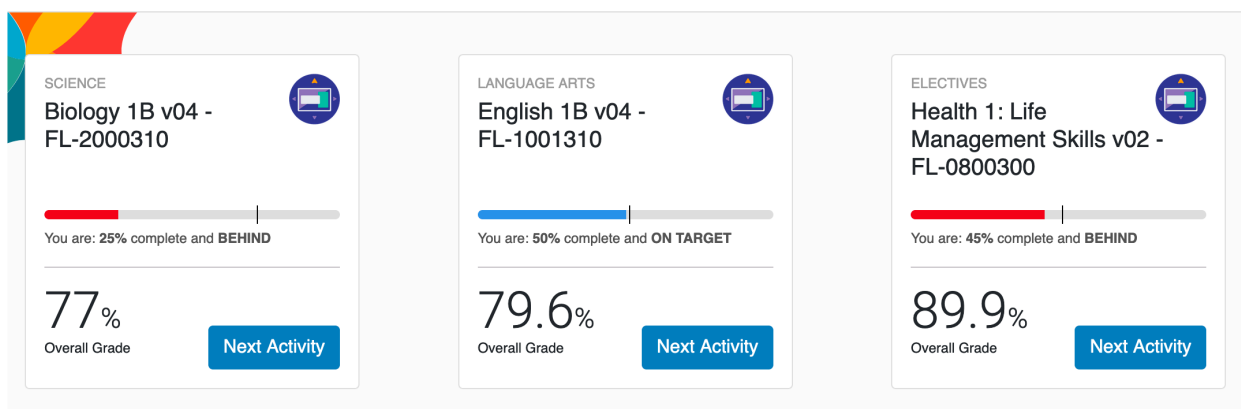 SCIENCE
Biology 1B v04 -
FL-2000310
You are: 25% complete and BEHIND
77%
Overall Grade
Next Activity
LANGUAGE ARTS
English 1B v04 -
FL-1001310
You are: 50% complete and ON TARGET
79.6%
Overall Grade
Next Activity
ELECTIVES
Health 1: Life
Management Skills v02 -
FL-0800300
You are: 45% complete and BEHIND
89.9%
Overall Grade
Next Activity